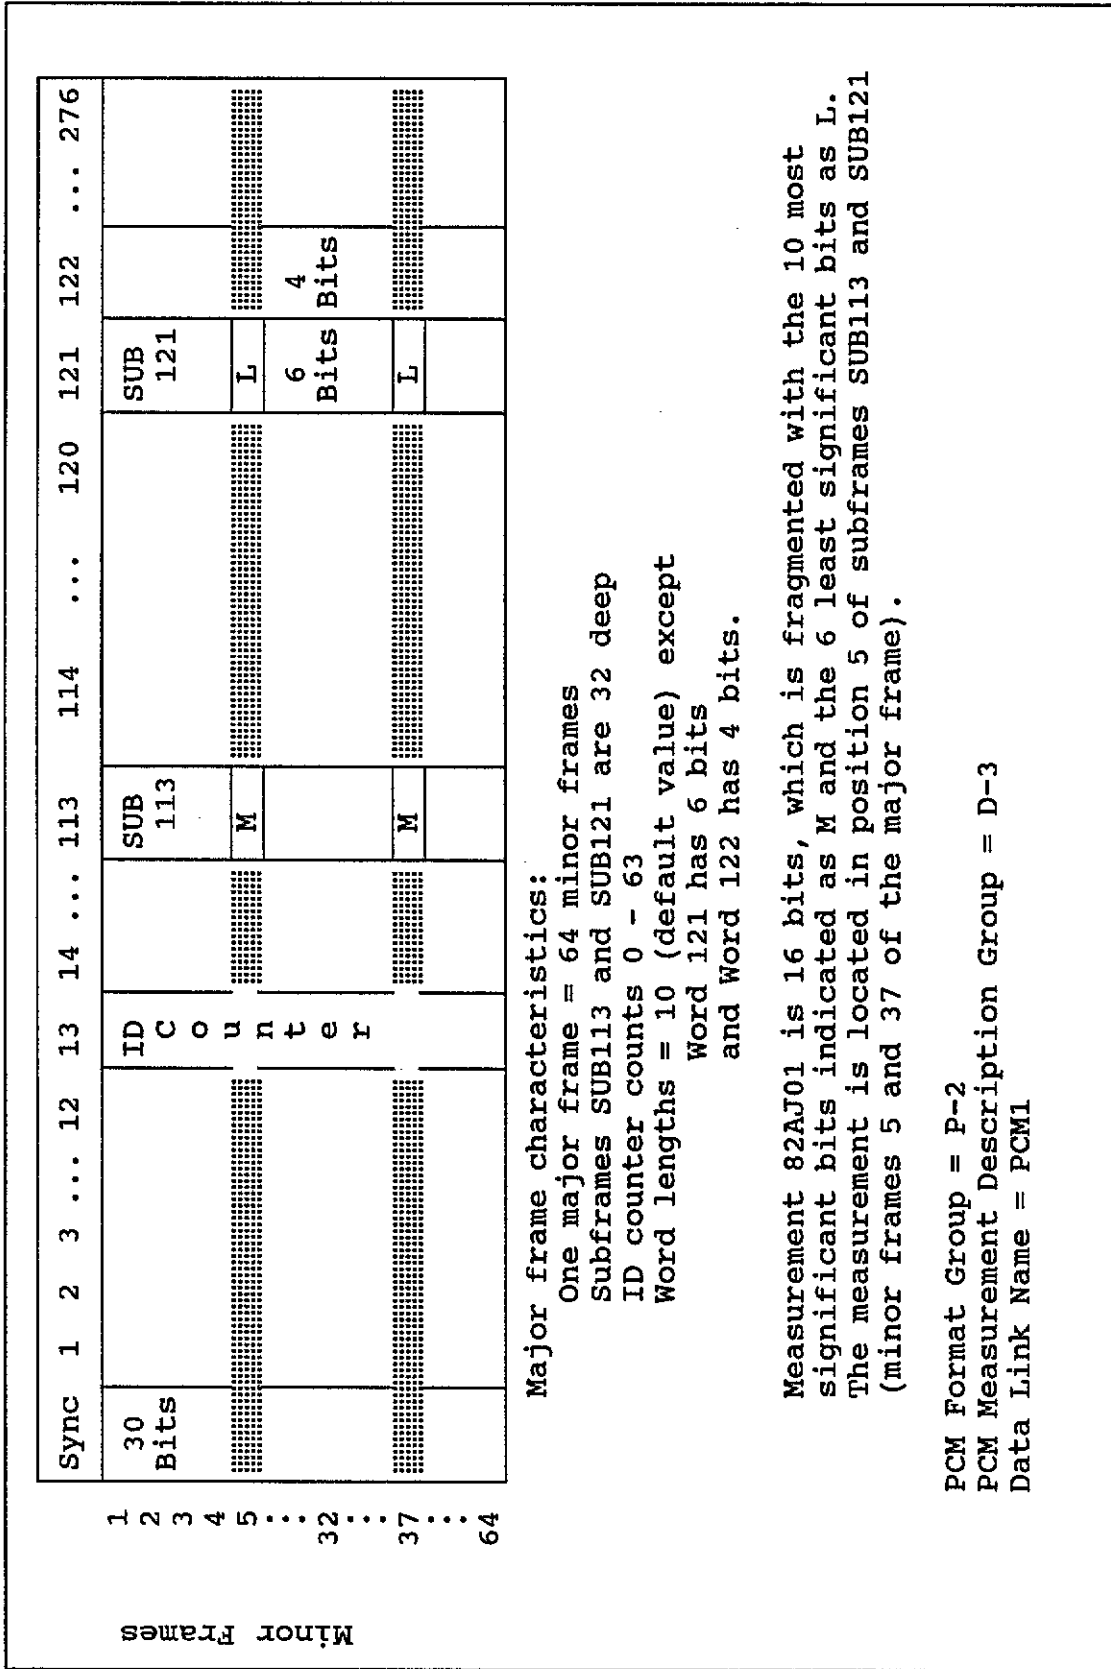 Sync 1 2 3 ... 12 13 14 ... 113 114 ... 120 121 122 ... 276
Minor Frames
1
2
3
4
5
...
32
...
37
...
64
30
Bits
ID
C
o
u
n
t
e
r
SUB
113
M
M
SUB
121
L
6
Bits
L
4
Bits
Major frame characteristics:
One major frame = 64 minor frames
Subframes SUB113 and SUB121 are 32 deep
ID counter counts 0 - 63
Word lengths = 10 (default value) except
Word 121 has 6 bits
and Word 122 has 4 bits.
Measurement 82AJ01 is 16 bits, which is fragmented with the 10 most
significant bits indicated as M and the 6 least significant bits as L.
The measurement is located in position 5 of subframes SUB113 and SUB121
(minor frames 5 and 37 of the major frame).
PCM Format Group = P-2
PCM Measurement Description Group = D-3
Data Link Name = PCM1